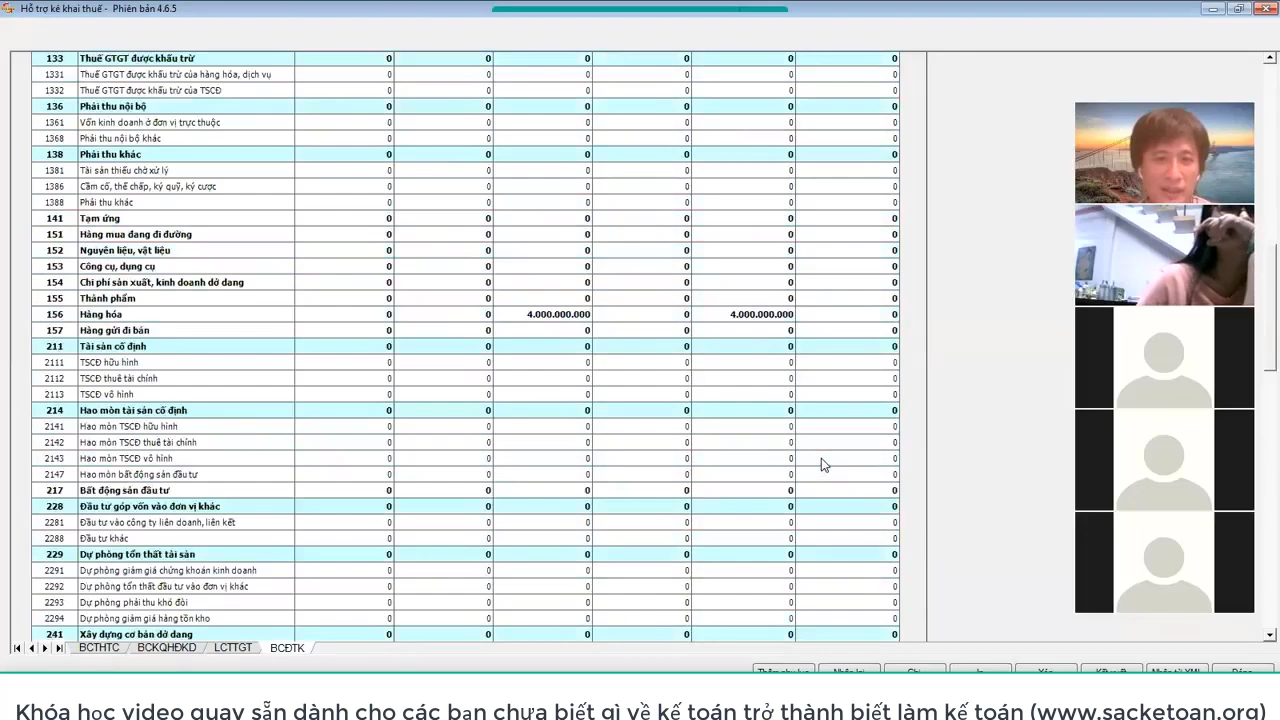 Hỗ trợ kê khai thuế - Phiên bản 4.6.5
133 Thuế GTGT được khấu trừ 0 0 0 0 0 0
1331 Thuế GTGT được khấu trừ của hàng hóa, dịch vụ 0 0 0 0 0 0
1332 Thuế GTGT được khấu trừ của TSCĐ 0 0 0 0 0 0
136 Phải thu nội bộ 0 0 0 0 0 0
1361 Vốn kinh doanh ở đơn vị trực thuộc 0 0 0 0 0 0
1368 Phải thu nội bộ khác 0 0 0 0 0 0
138 Phải thu khác 0 0 0 0 0 0
1381 Tài sản thiếu chờ xử lý 0 0 0 0 0 0
1386 Cầm cố, thế chấp, ký quỹ, ký cược 0 0 0 0 0 0
1388 Phải thu khác 0 0 0 0 0 0
141 Tạm ứng 0 0 0 0 0 0
151 Hàng mua đang đi đường 0 0 0 0 0 0
152 Nguyên liệu, vật liệu 0 0 0 0 0 0
153 Công cụ, dụng cụ 0 0 0 0 0 0
154 Chi phí sản xuất, kinh doanh dở dang 0 0 0 0 0 0
155 Thành phẩm 0 0 0 0 0 0
156 Hàng hóa 0 0 4.000.000.000 0 4.000.000.000 0
157 Hàng gửi đi bán 0 0 0 0 0 0
211 Tài sản cố định 0 0 0 0 0 0
2111 TSCĐ hữu hình 0 0 0 0 0 0
2112 TSCĐ thuê tài chính 0 0 0 0 0 0
2113 TSCĐ vô hình 0 0 0 0 0 0
214 Hao mòn tài sản cố định 0 0 0 0 0 0
2141 Hao mòn TSCĐ hữu hình 0 0 0 0 0 0
2142 Hao mòn TSCĐ thuê tài chính 0 0 0 0 0 0
2143 Hao mòn TSCĐ vô hình 0 0 0 0 0 0
2147 Hao mòn bất động sản đầu tư 0 0 0 0 0 0
217 Bất động sản đầu tư 0 0 0 0 0 0
228 Đầu tư góp vốn vào đơn vị khác 0 0 0 0 0 0
2281 Đầu tư vào công ty liên doanh, liên kết 0 0 0 0 0 0
2288 Đầu tư khác 0 0 0 0 0 0
229 Dự phòng tổn thất tài sản 0 0 0 0 0 0
2291 Dự phòng giảm giá chứng khoán kinh doanh 0 0 0 0 0 0
2292 Dự phòng tổn thất đầu tư vào đơn vị khác 0 0 0 0 0 0
2293 Dự phòng phải thu khó đòi 0 0 0 0 0 0
2294 Dự phòng giảm giá hàng tồn kho 0 0 0 0 0 0
241 Xây dựng cơ bản dở dang 0 0 0 0 0 0
BCTHTC BCKQHĐKD LCTTGT BCĐTK
Khóa học video quay sẵn dành cho các bạn chưa biết gì về kế toán trở thành biết làm kế toán (www.sacketoan.org)